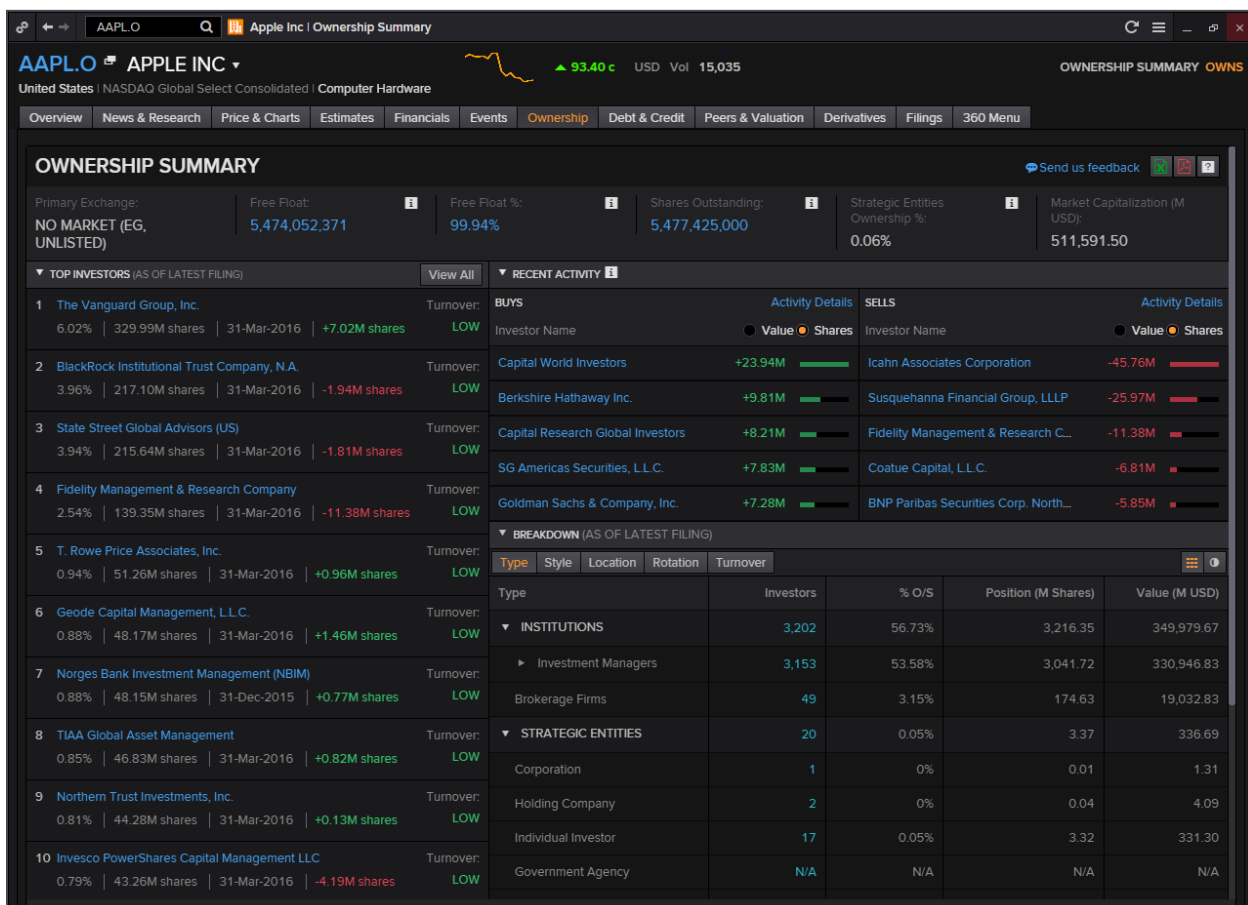 AAPL.O Apple Inc | Ownership Summary
AAPL.O APPLE INC 93.40 c USD Vol 15,035 OWNERSHIP SUMMARY OWNS
United States | NASDAQ Global Select Consolidated | Computer Hardware
Overview News & Research Price & Charts Estimates Financials Events Ownership Debt & Credit Peers & Valuation Derivatives Filings 360 Menu
OWNERSHIP SUMMARY Send us feedback ?
Primary Exchange:
NO MARKET (EG,
UNLISTED)
Free Float: i
5,474,052,371
Free Float %: i
99.94%
Shares Outstanding: i
5,477,425,000
Strategic Entities i
Ownership %:
0.06%
Market Capitalization (M
USD):
511,591.50
TOP INVESTORS (AS OF LATEST FILING) View All
1 The Vanguard Group, Inc. Turnover:
6.02% | 329.99M shares | 31-Mar-2016 | +7.02M shares LOW
2 BlackRock Institutional Trust Company, N.A. Turnover:
3.96% | 217.10M shares | 31-Mar-2016 | -1.94M shares LOW
3 State Street Global Advisors (US) Turnover:
3.94% | 215.64M shares | 31-Mar-2016 | -1.81M shares LOW
4 Fidelity Management & Research Company Turnover:
2.54% | 139.35M shares | 31-Mar-2016 | -11.38M shares LOW
5 T. Rowe Price Associates, Inc. Turnover:
0.94% | 51.26M shares | 31-Mar-2016 | +0.96M shares LOW
6 Geode Capital Management, L.L.C. Turnover:
0.88% | 48.17M shares | 31-Mar-2016 | +1.46M shares LOW
7 Norges Bank Investment Management (NBIM) Turnover:
0.88% | 48.15M shares | 31-Dec-2015 | +0.77M shares LOW
8 TIAA Global Asset Management Turnover:
0.85% | 46.83M shares | 31-Mar-2016 | +0.82M shares LOW
9 Northern Trust Investments, Inc. Turnover:
0.81% | 44.28M shares | 31-Mar-2016 | +0.13M shares LOW
10 Invesco PowerShares Capital Management LLC Turnover:
0.79% | 43.26M shares | 31-Mar-2016 | -4.19M shares LOW
RECENT ACTIVITY i
BUYS Activity Details
Investor Name Value Shares
Capital World Investors +23.94M
Berkshire Hathaway Inc. +9.81M
Capital Research Global Investors +8.21M
SG Americas Securities, L.L.C. +7.83M
Goldman Sachs & Company, Inc. +7.28M
SELLS Activity Details
Investor Name Value Shares
Icahn Associates Corporation -45.76M
Susquehanna Financial Group, LLLP -25.97M
Fidelity Management & Research C... -11.38M
Coatue Capital, L.L.C. -6.81M
BNP Paribas Securities Corp. North... -5.85M
BREAKDOWN (AS OF LATEST FILING)
Type Style Location Rotation Turnover
Type Investors % O/S Position (M Shares) Value (M USD)
INSTITUTIONS 3,202 56.73% 3,216.35 349,979.67
Investment Managers 3,153 53.58% 3,041.72 330,946.83
Brokerage Firms 49 3.15% 174.63 19,032.83
STRATEGIC ENTITIES 20 0.05% 3.37 336.69
Corporation 1 0% 0.01 1.31
Holding Company 2 0% 0.04 4.09
Individual Investor 17 0.05% 3.32 331.30
Government Agency N/A N/A N/A N/A